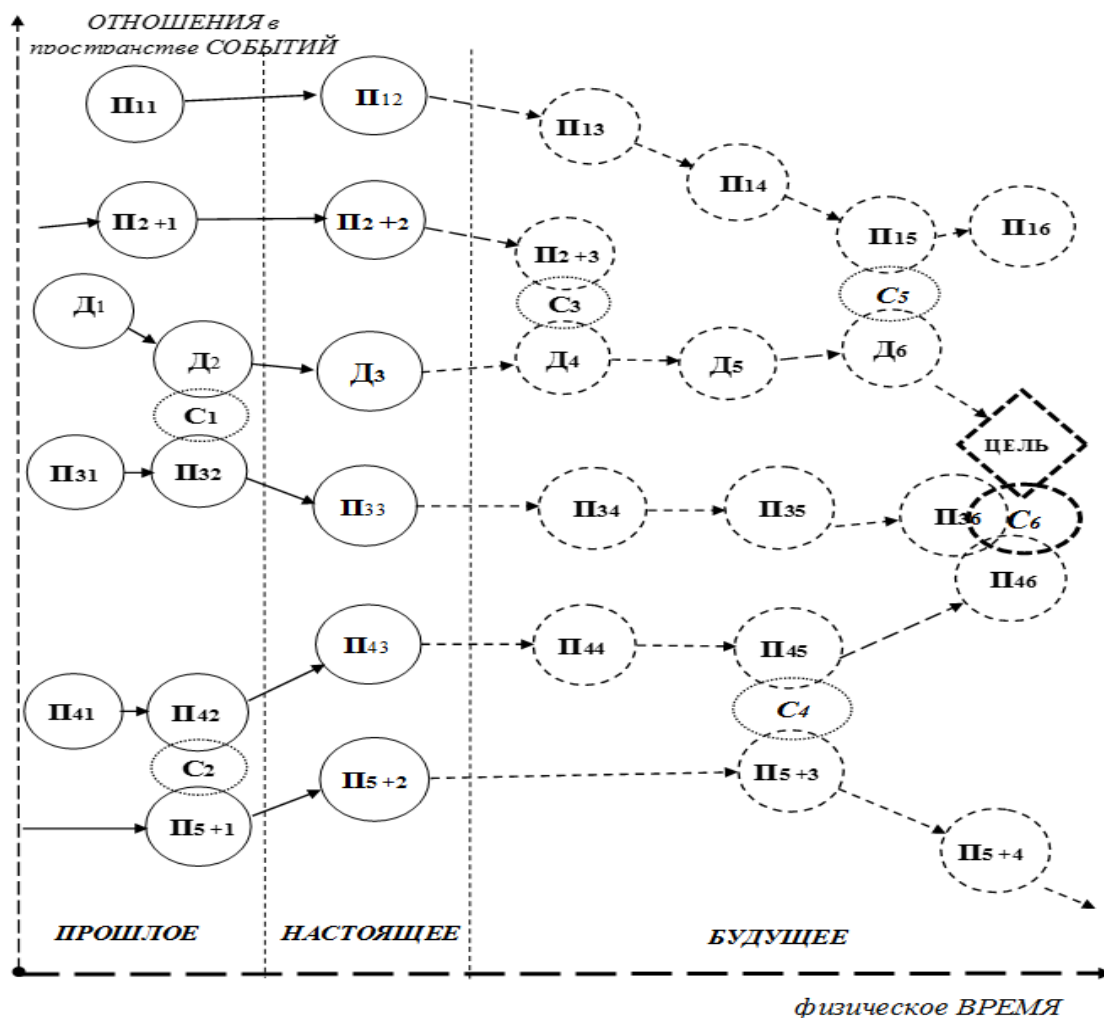 ОТНОШЕНИЯ в
пространстве СОБЫТИЙ
П11
П12
П13
П14
П15
П16
П2+1
П2+2
П2+3
С3
С5
Д1
Д2
Д3
Д4
Д5
Д6
С1
ЦЕЛЬ
П31
П32
П33
П34
П35
П36
С6
П46
П41
П42
П43
П44
П45
С2
С4
П5+1
П5+2
П5+3
П5+4
ПРОШЛОЕ
НАСТОЯЩЕЕ
БУДУЩЕЕ
физическое ВРЕМЯ